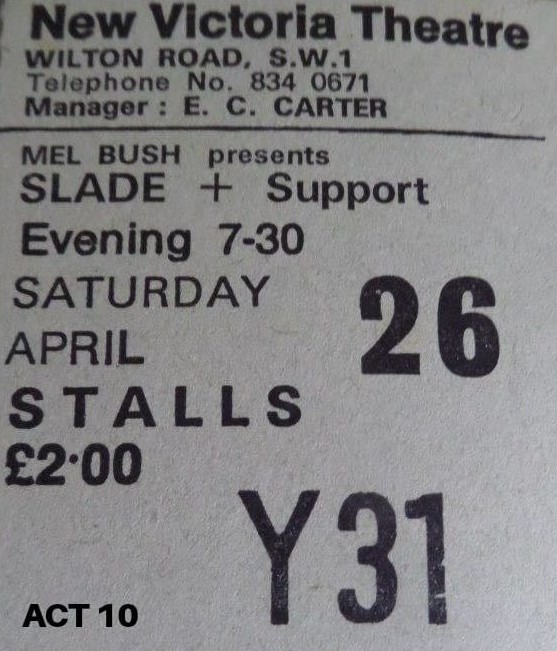 New Victoria Theatre
WILTON ROAD, S.W.1
Telephone No. 834 0671
Manager : E. C. CARTER
MEL BUSH presents
SLADE + Support
Evening 7-30
SATURDAY
APRIL 26
STALLS
£2·00
Y 31
ACT 10